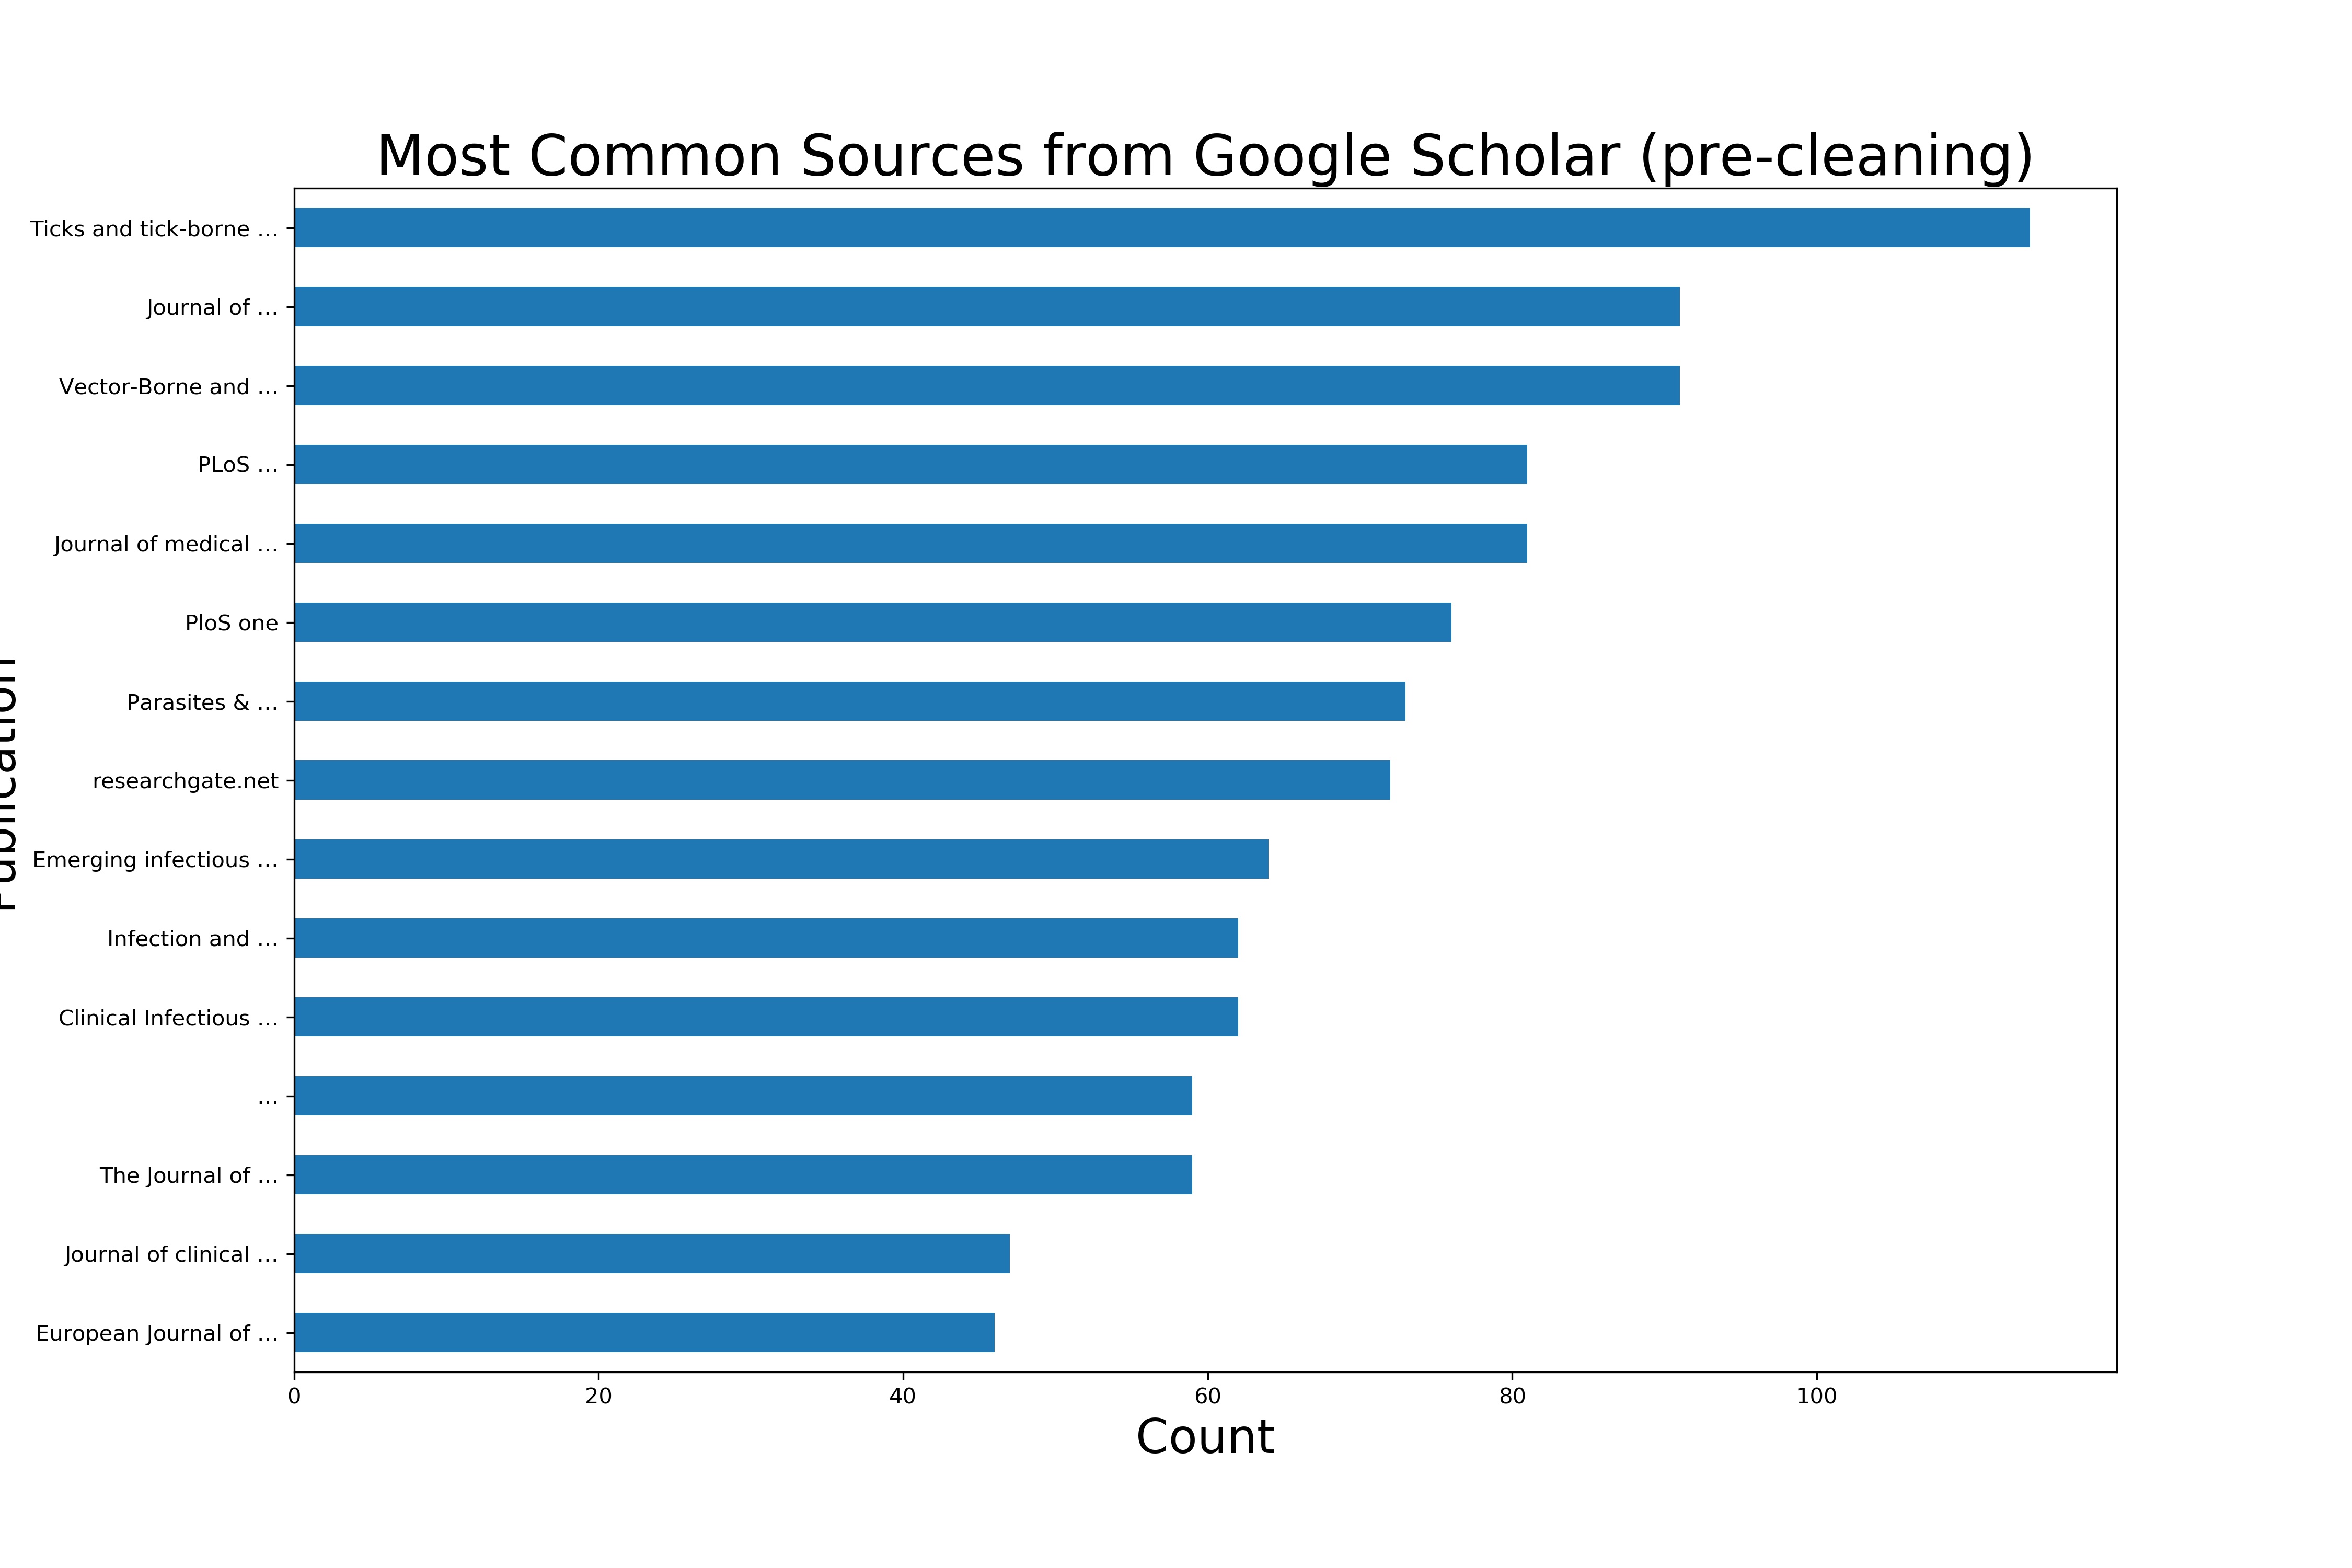 Most Common Sources from Google Scholar (pre-cleaning)
Ticks and tick-borne …
Journal of …
Vector-Borne and …
PLoS …
Journal of medical …
PloS one
Parasites & …
researchgate.net
Emerging infectious …
Infection and …
Clinical Infectious …
…
The Journal of …
Journal of clinical …
European Journal of …
Publication
0 20 40 60 80 100
Count